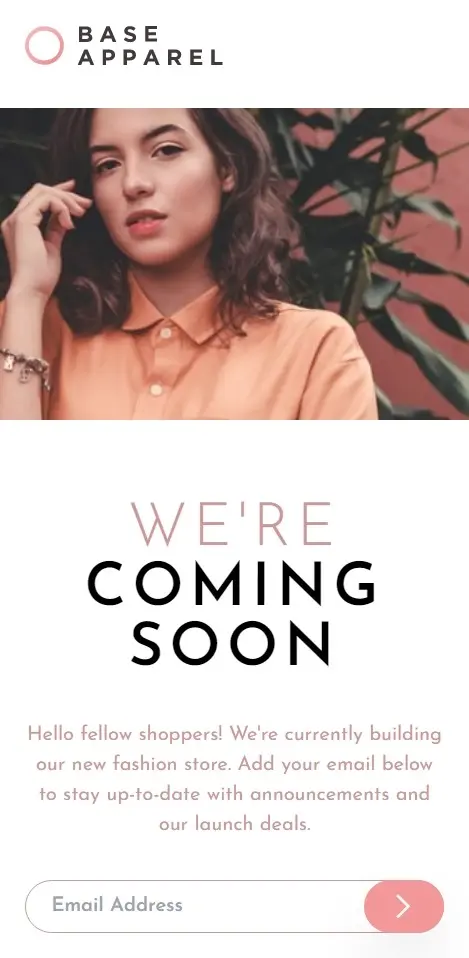 BASE
APPAREL
WE'RE
COMING
SOON
Hello fellow shoppers! We're currently building
our new fashion store. Add your email below
to stay up-to-date with announcements and
our launch deals.
Email Address